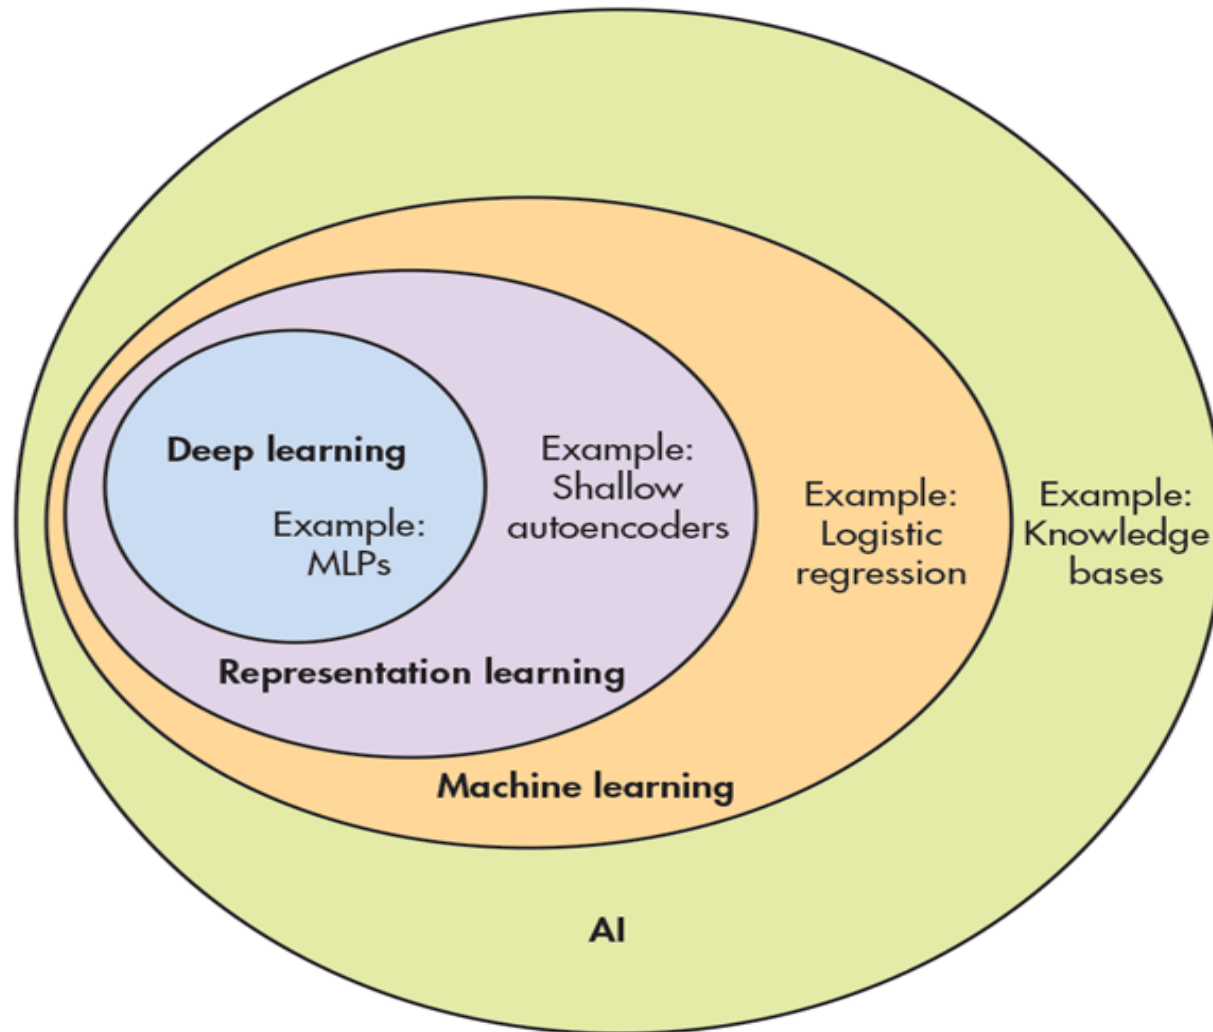 Deep learning
Example:
MLPs
Example:
Shallow
autoencoders
Example:
Logistic
regression
Example:
Knowledge
bases
Representation learning
Machine learning
AI